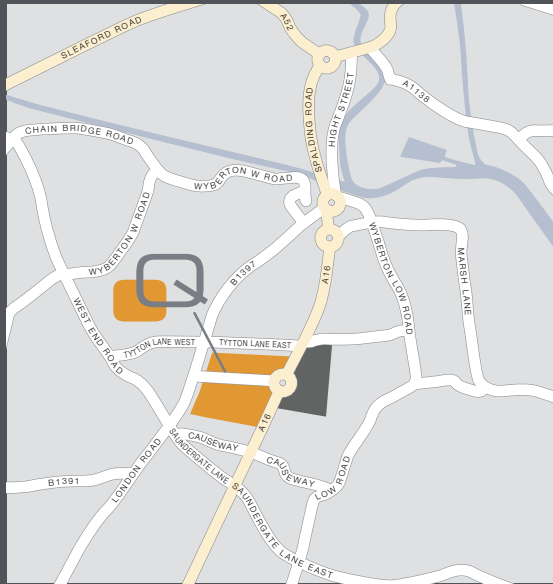 SLEAFORD ROAD
A52
A1138
SPALDING ROAD
HIGHT STREET
CHAIN BRIDGE ROAD
WYBERTON W ROAD
WYBERTON W ROAD
B1397
A16
WYBERTON LOW ROAD
MARSH LANE
WEST END ROAD
TYTTON LANE WEST
TYTTON LANE EAST
A16
CAUSEWAY
CAUSEWAY
SAUNDERGATE LANE
LONDON ROAD
LOW ROAD
B1391
SAUNDERGATE LANE EAST
Q